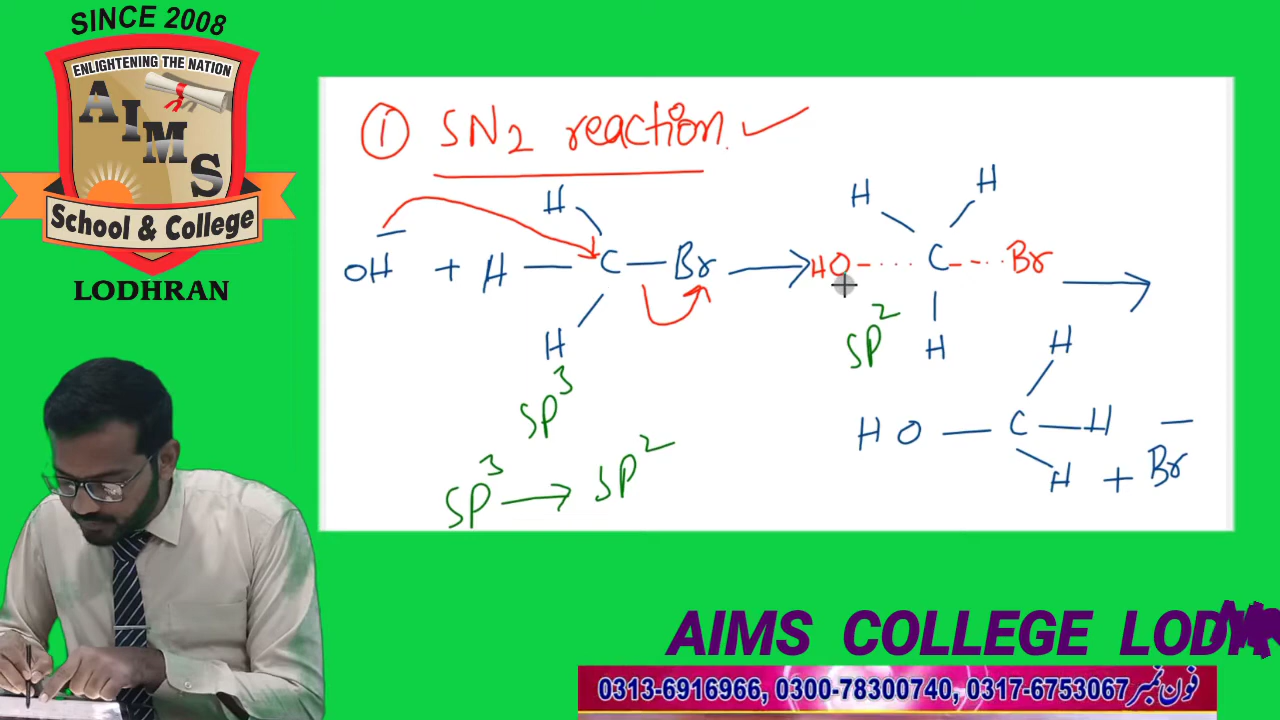 SINCE 2008
ENLIGHTENING THE NATION
AIMS
School & College
LODHRAN
① SN2 reaction. ✓
H
H H
OH⁻ + H — C — Br → HO - ··· C - ··· Br →
H
H
SP³
SP²
H
HO — C — H
H + Br⁻
SP³ → SP²
AIMS COLLEGE
0313-6916966, 0300-78300740, 0317-6753067 فون نمبر